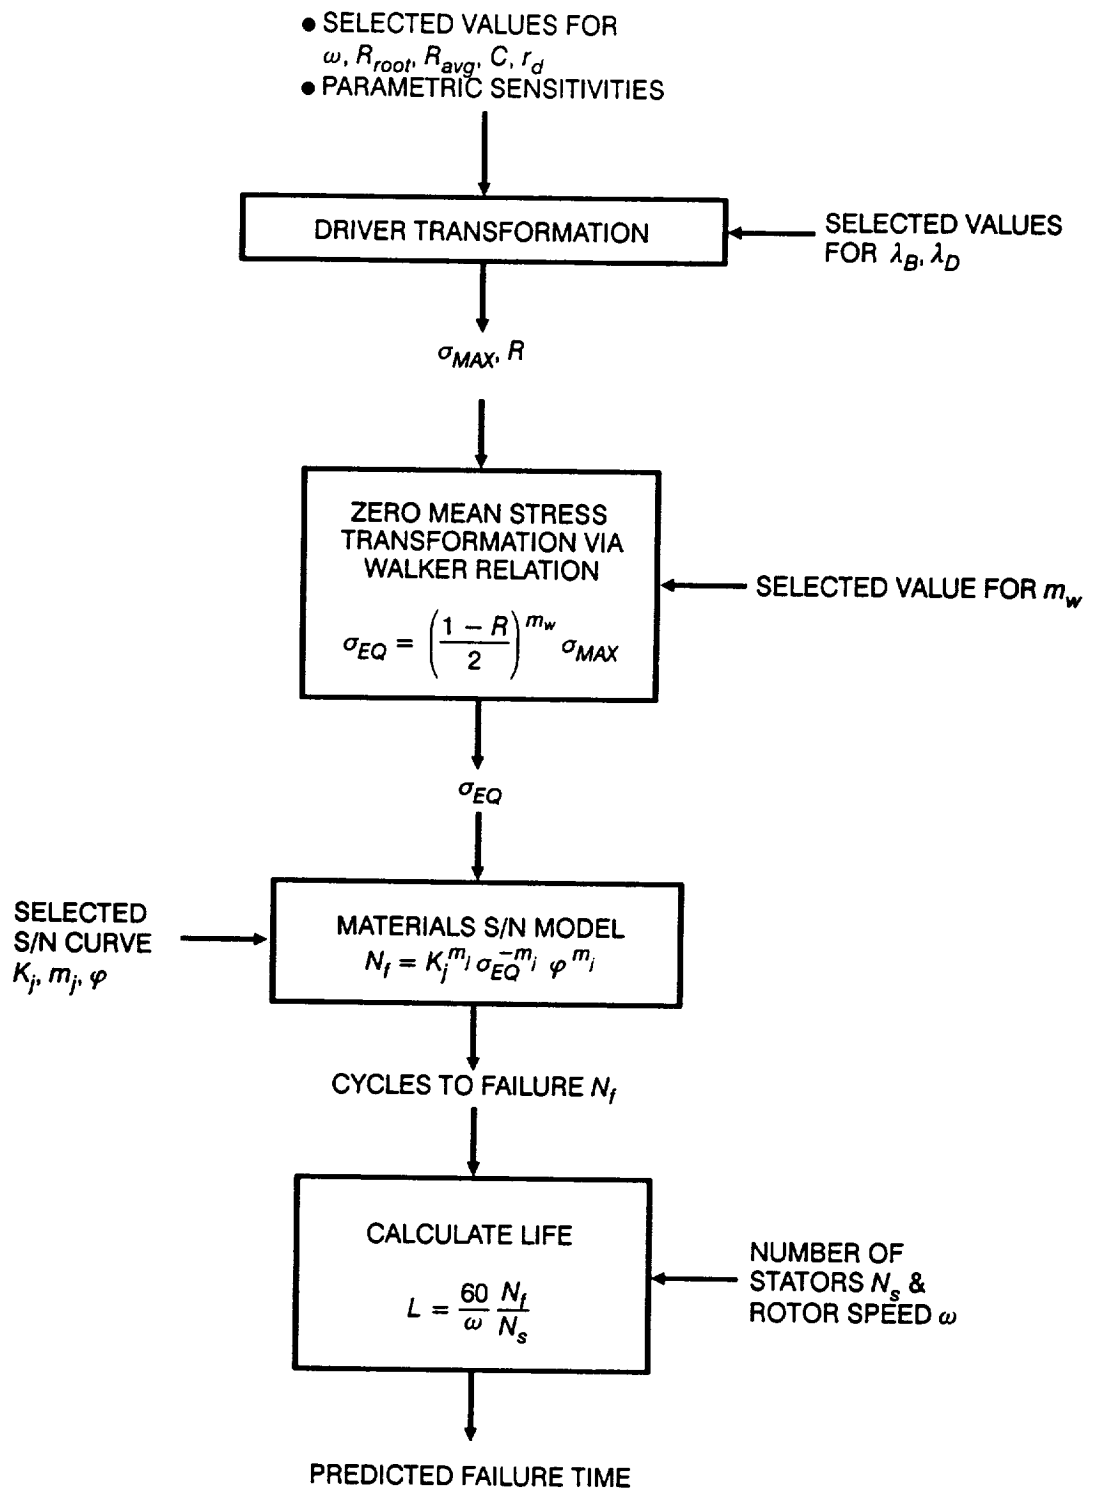 ● SELECTED VALUES FOR
ω, R_root, R_avg, C, r_d
● PARAMETRIC SENSITIVITIES
DRIVER TRANSFORMATION
SELECTED VALUES
FOR λ_B, λ_D
σ_MAX, R
ZERO MEAN STRESS
TRANSFORMATION VIA
WALKER RELATION
σ_EQ = ((1 − R)/2)^m_w σ_MAX
SELECTED VALUE FOR m_w
σ_EQ
SELECTED
S/N CURVE
K_j, m_j, φ
MATERIALS S/N MODEL
N_f = K_j^m_j σ_EQ^−m_j φ^m_j
CYCLES TO FAILURE N_f
CALCULATE LIFE
L = 60/ω N_f/N_s
NUMBER OF
STATORS N_s &
ROTOR SPEED ω
PREDICTED FAILURE TIME